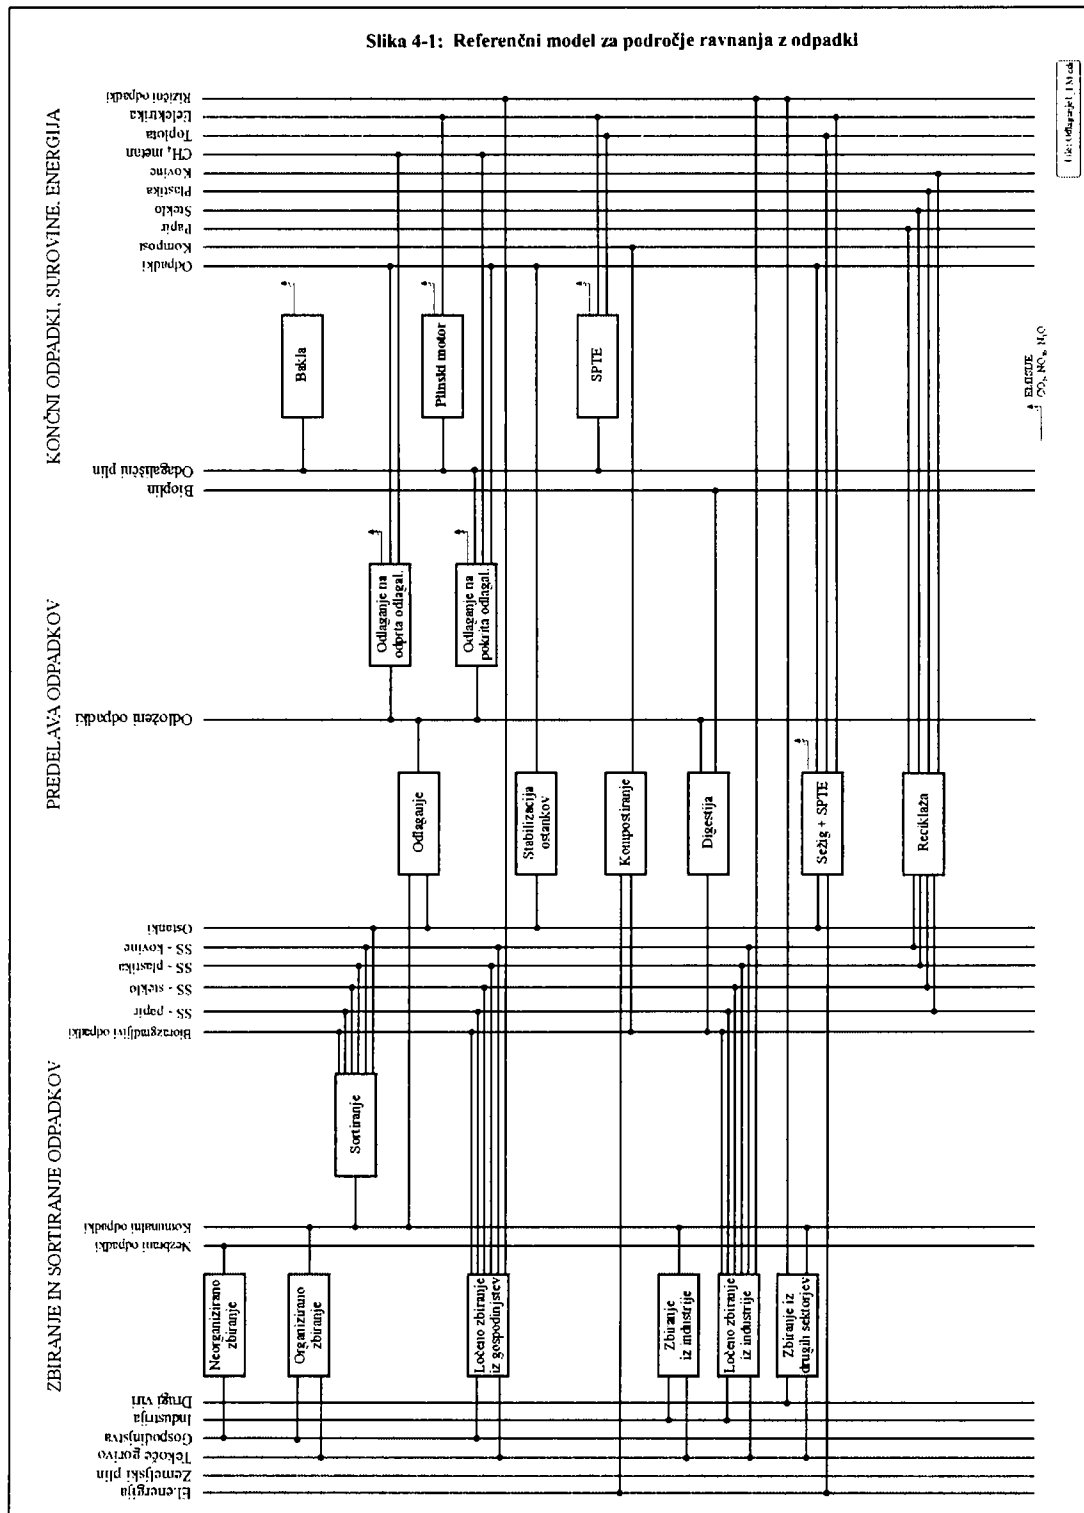 Slika 4-1: Referenčni model za področje ravnanja z odpadki
KONČNI ODPADKI, SUROVINE, ENERGIJA
Rizični odpadki
Elelektrika
Toplota
CH₄ metan
Kovine
Plastika
Steklo
Papir
Kompost
Odpadki
Bakla
Plinski motor
SPTE
EMISIJE
CO₂, NOₓ, N₂O
Odagališčni plin
Bioplin
PREDELAVA ODPADKOV
Odlaganje na
odprta odlagal.
Odlaganje na
pokrita odlagal.
Odloženi odpadki
Odlaganje
Stabilizacija
ostankov
Kompostiranje
Digestija
Sežig + SPTE
Reciklaža
Ostanki
SS - kovine
SS - plastika
SS - steklo
SS - papir
Biorazgradljivi odpadki
ZBIRANJE IN SORTIRANJE ODPADKOV
Sortiranje
Komunalni odpadki
Nezbrani odpadki
Neorganizirano
zbiranje
Organizirano
zbiranje
Ločeno zbiranje
iz gospodinjstev
Zbiranje
iz industrije
Ločeno zbiranje
iz industrije
Zbiranje iz
drugih sektorjev
Drugi viri
Industrija
Gospodinjstva
Tekoče gorivo
Zemeljski plin
El.energija